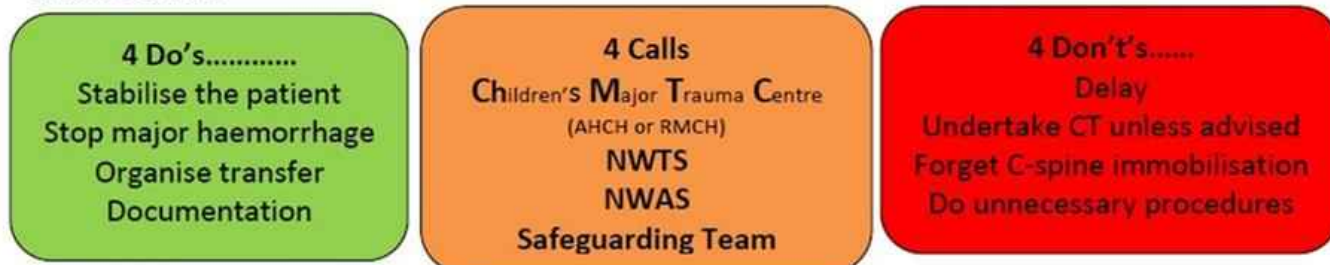 4 Do's............
Stabilise the patient
Stop major haemorrhage
Organise transfer
Documentation
4 Calls
Children's Major Trauma Centre
(AHCH or RMCH)
NWTS
NWAS
Safeguarding Team
4 Don't's......
Delay
Undertake CT unless advised
Forget C-spine immobilisation
Do unnecessary procedures